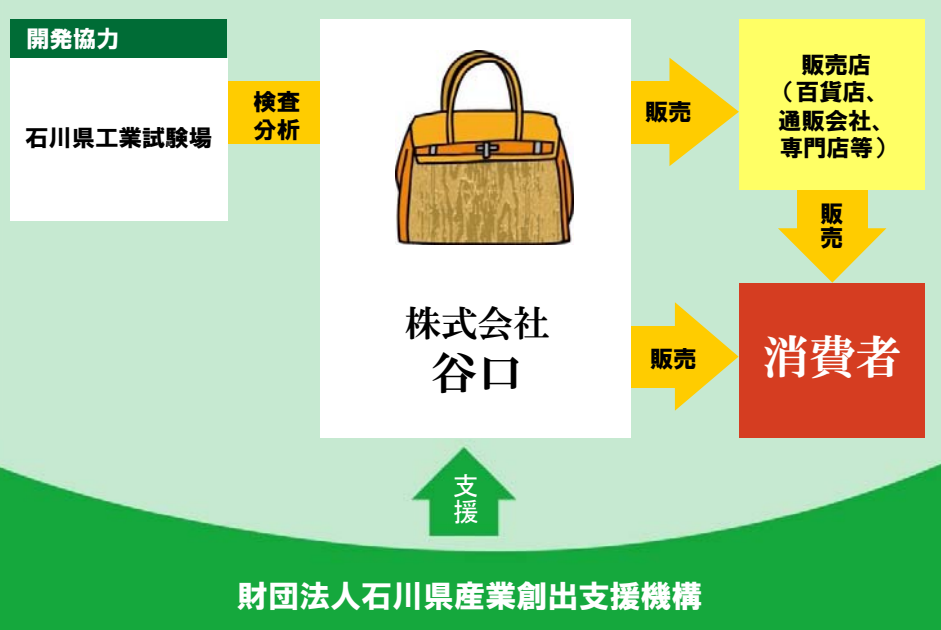 開発協力
石川県工業試験場
検査
分析
株式会社
谷口
販売
販売店
（百貨店、
通販会社、
専門店等）
販売
販売
消費者
支援
財団法人石川県産業創出支援機構